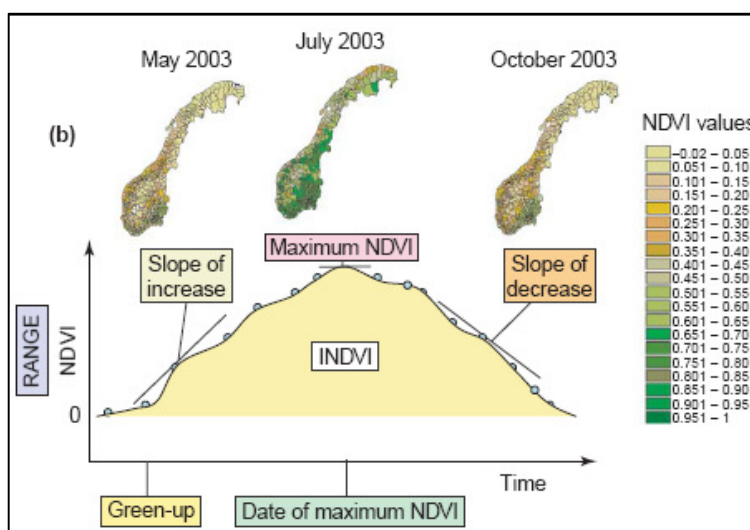 May 2003
July 2003
October 2003
(b)
NDVI values
–0.02 – 0.05
0.051 – 0.10
0.101 – 0.15
0.151 – 0.20
0.201 – 0.25
0.251 – 0.30
0.301 – 0.35
0.351 – 0.40
0.401 – 0.45
0.451 – 0.50
0.501 – 0.55
0.551 – 0.60
0.601 – 0.65
0.651 – 0.70
0.701 – 0.75
0.751 – 0.80
0.801 – 0.85
0.851 – 0.90
0.901 – 0.95
0.951 – 1
Maximum NDVI
Slope of
increase
Slope of
decrease
RANGE
NDVI
INDVI
0
Time
Green-up
Date of maximum NDVI